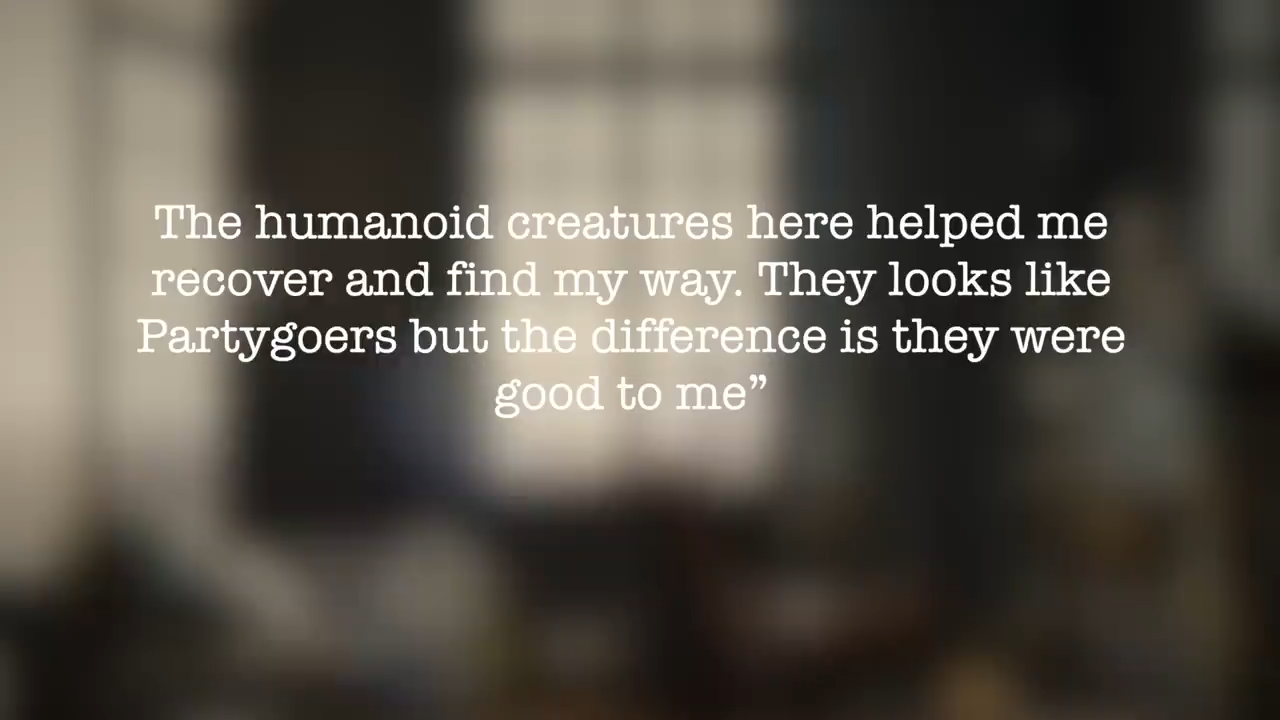 The humanoid creatures here helped me
recover and find my way. They looks like
Partygoers but the difference is they were
good to me”